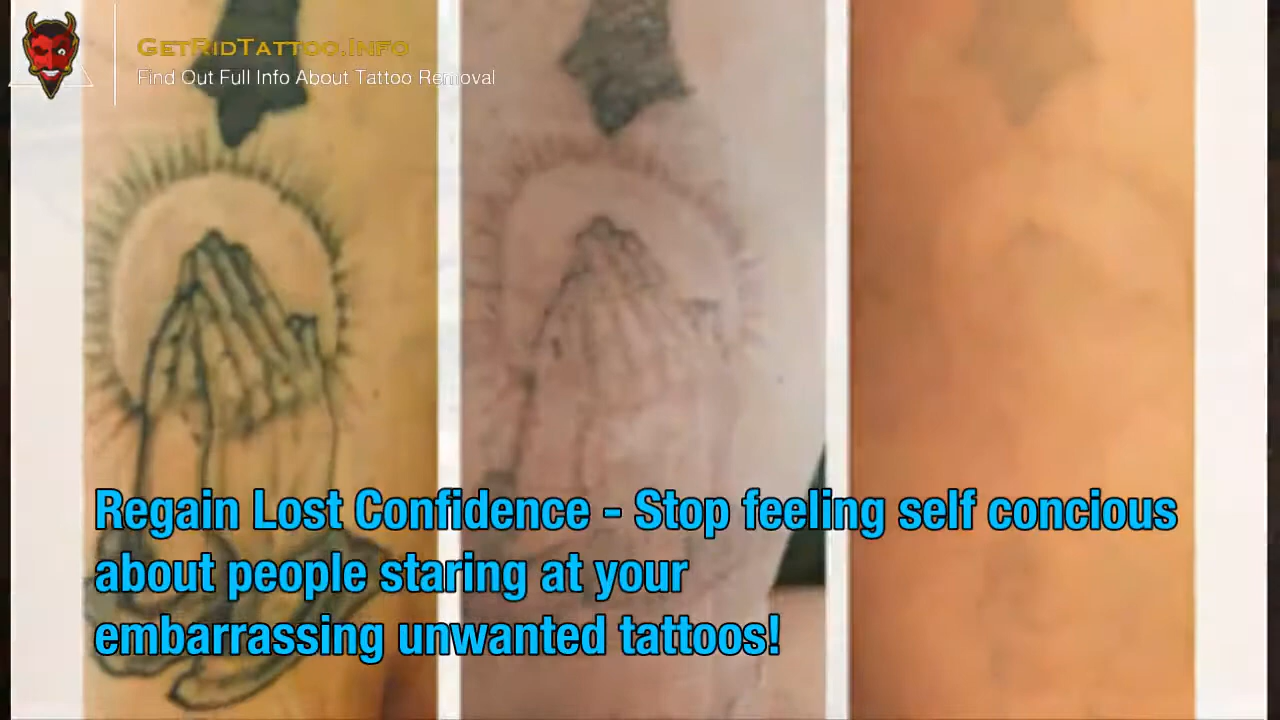 GetRidTattoo.Info
Find Out Full Info About Tattoo Removal
Regain Lost Confidence - Stop feeling self concious
about people staring at your
embarrassing unwanted tattoos!